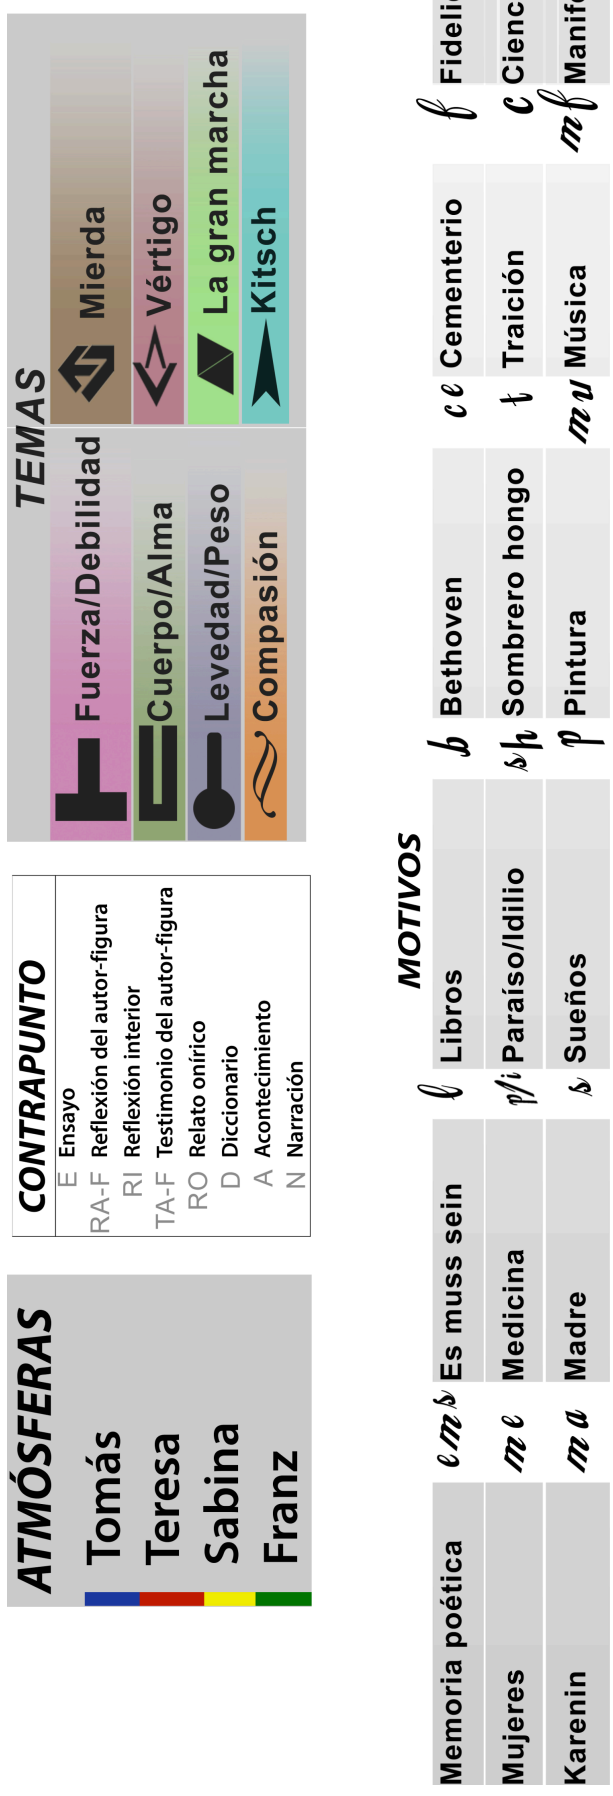 ATMÓSFERAS
Tomás
Teresa
Sabina
Franz
CONTRAPUNTO
E Ensayo
RA-F Reflexión del autor-figura
RI Reflexión interior
TA-F Testimonio del autor-figura
RO Relato onírico
D Diccionario
A Acontecimiento
N Narración
TEMAS
Fuerza/Debilidad
Cuerpo/Alma
Levedad/Peso
Compasión
Mierda
Vértigo
La gran marcha
Kitsch
MOTIVOS
Memoria poética ems Es muss sein l Libros b Bethoven ce Cementerio f Fideli
Mujeres me Medicina p/i Paraíso/Idilio sh Sombrero hongo t Traición c Cienc
Karenin ma Madre s Sueños p Pintura mu Música mf Manif